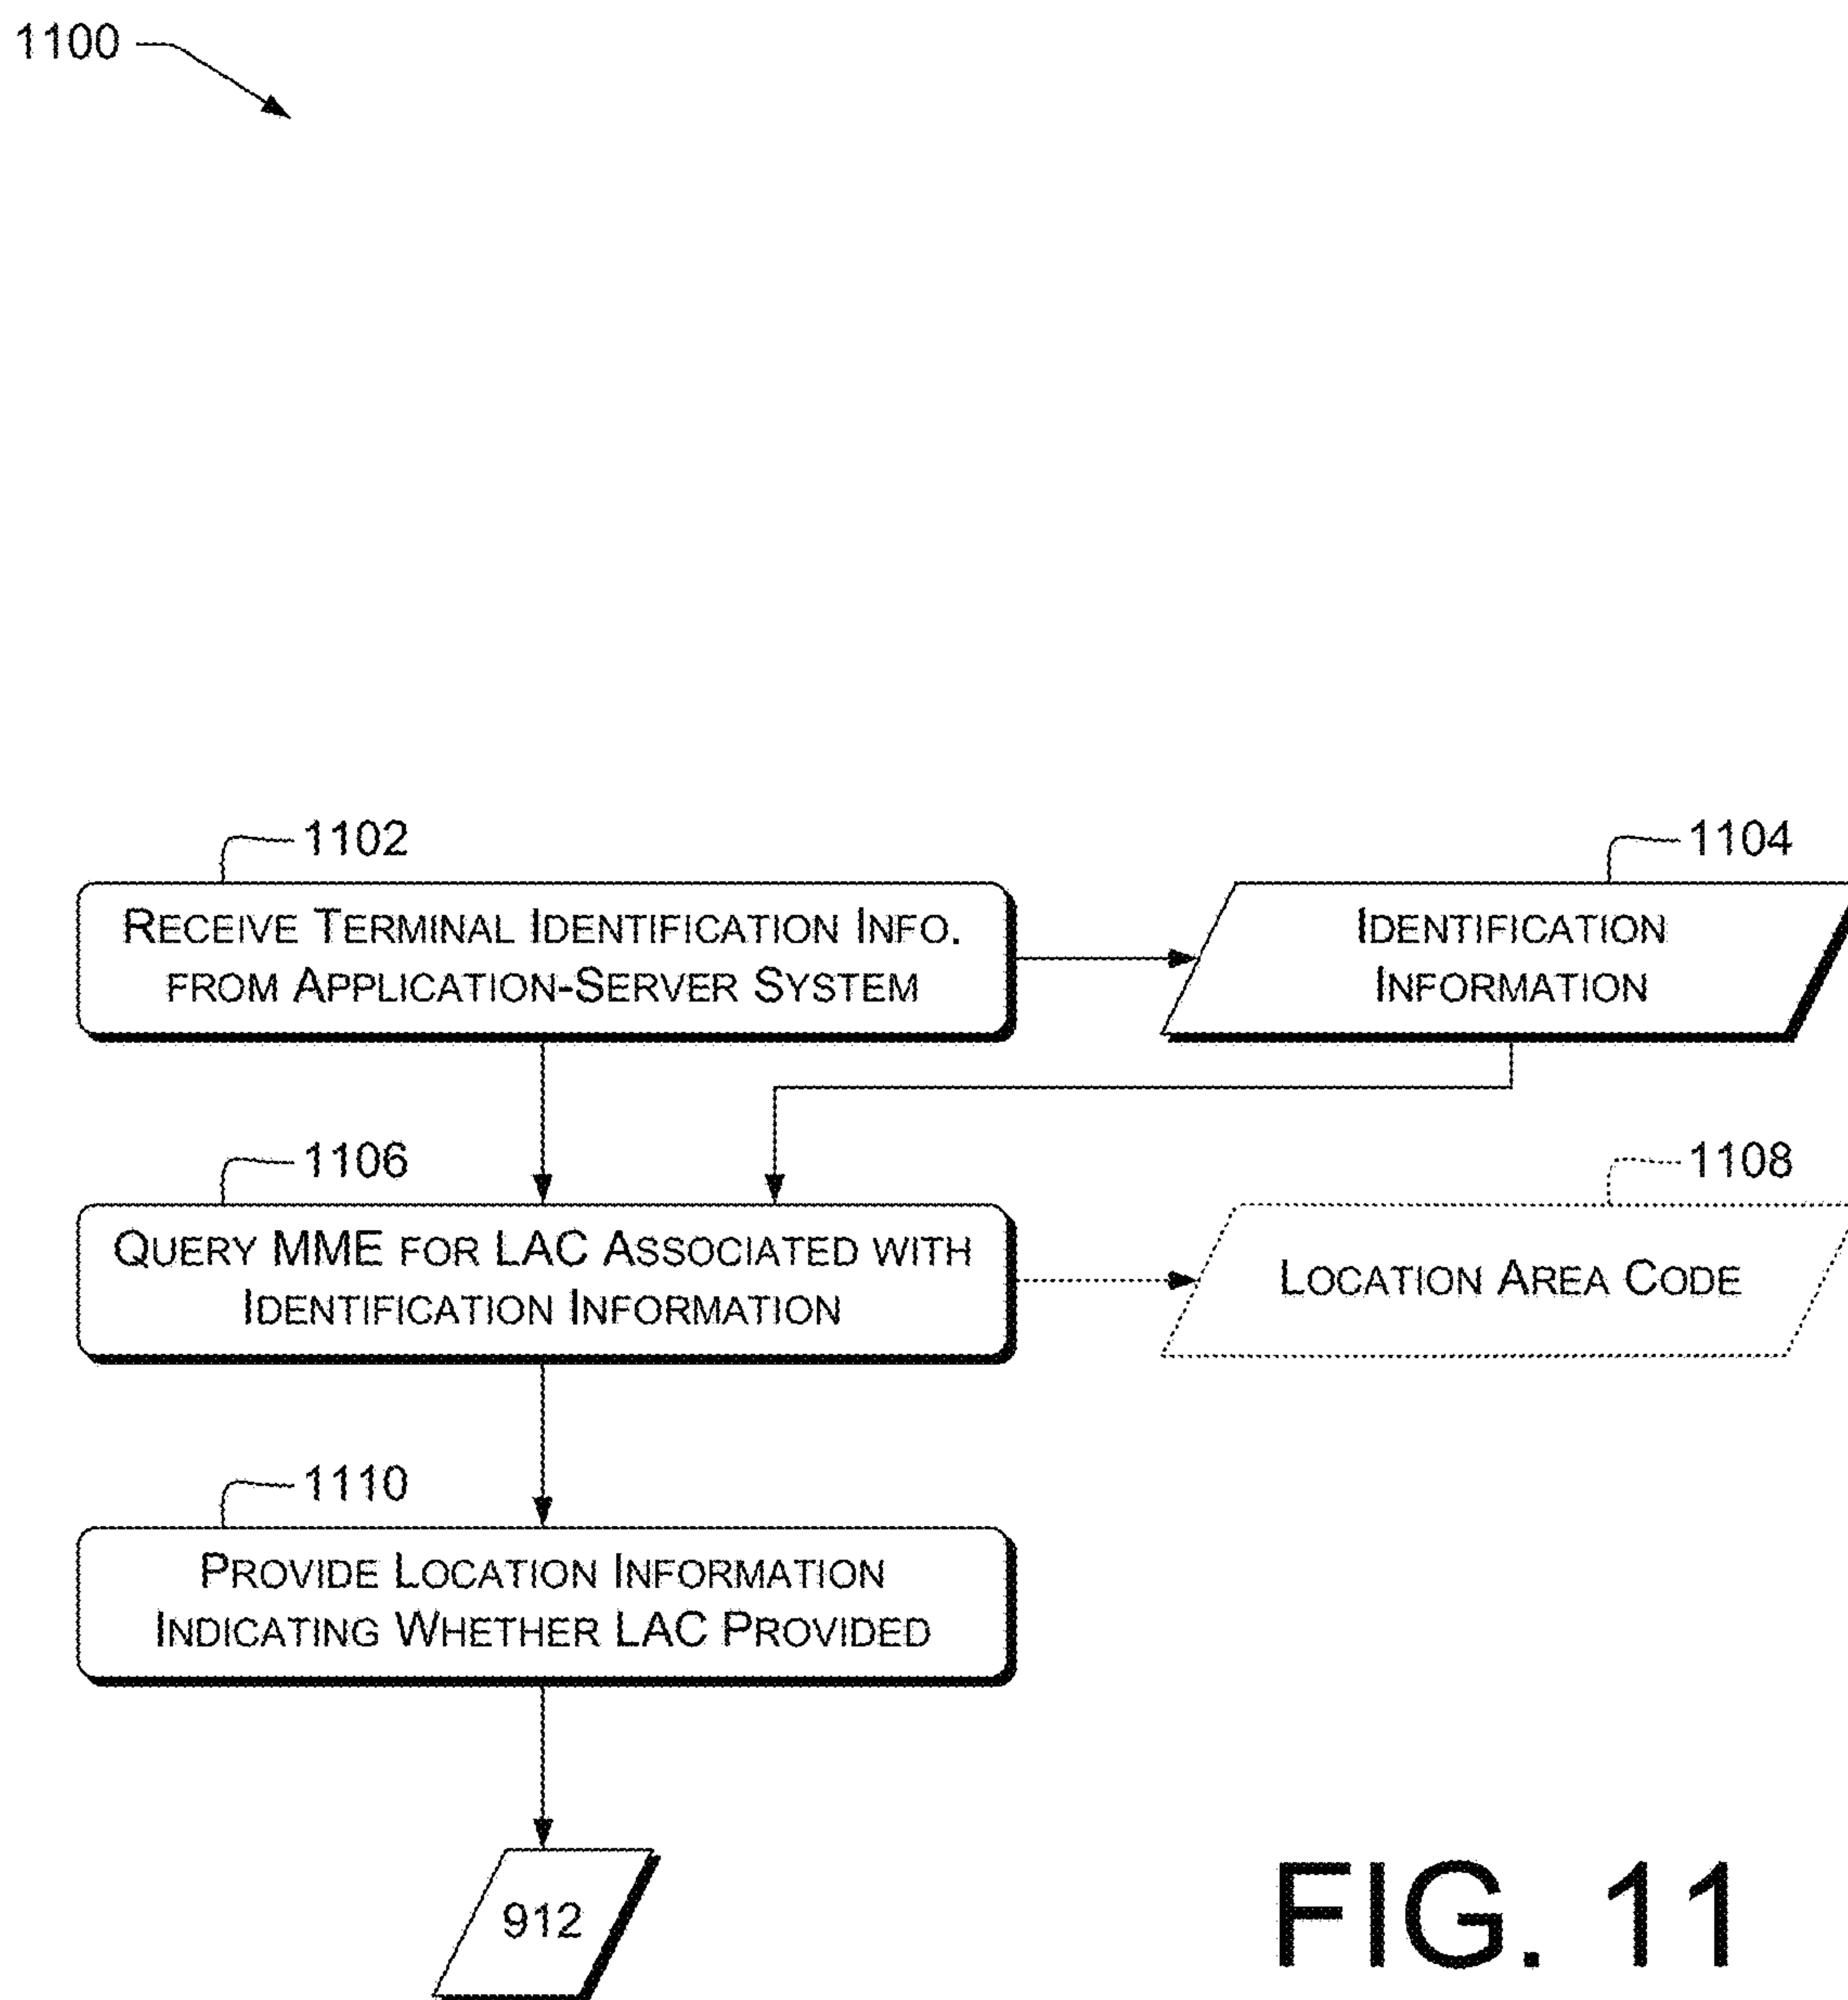 1100
1102
RECEIVE TERMINAL IDENTIFICATION INFO.
FROM APPLICATION-SERVER SYSTEM
1104
IDENTIFICATION
INFORMATION
1106
QUERY MME FOR LAC ASSOCIATED WITH
IDENTIFICATION INFORMATION
1108
LOCATION AREA CODE
1110
PROVIDE LOCATION INFORMATION
INDICATING WHETHER LAC PROVIDED
912
FIG. 11